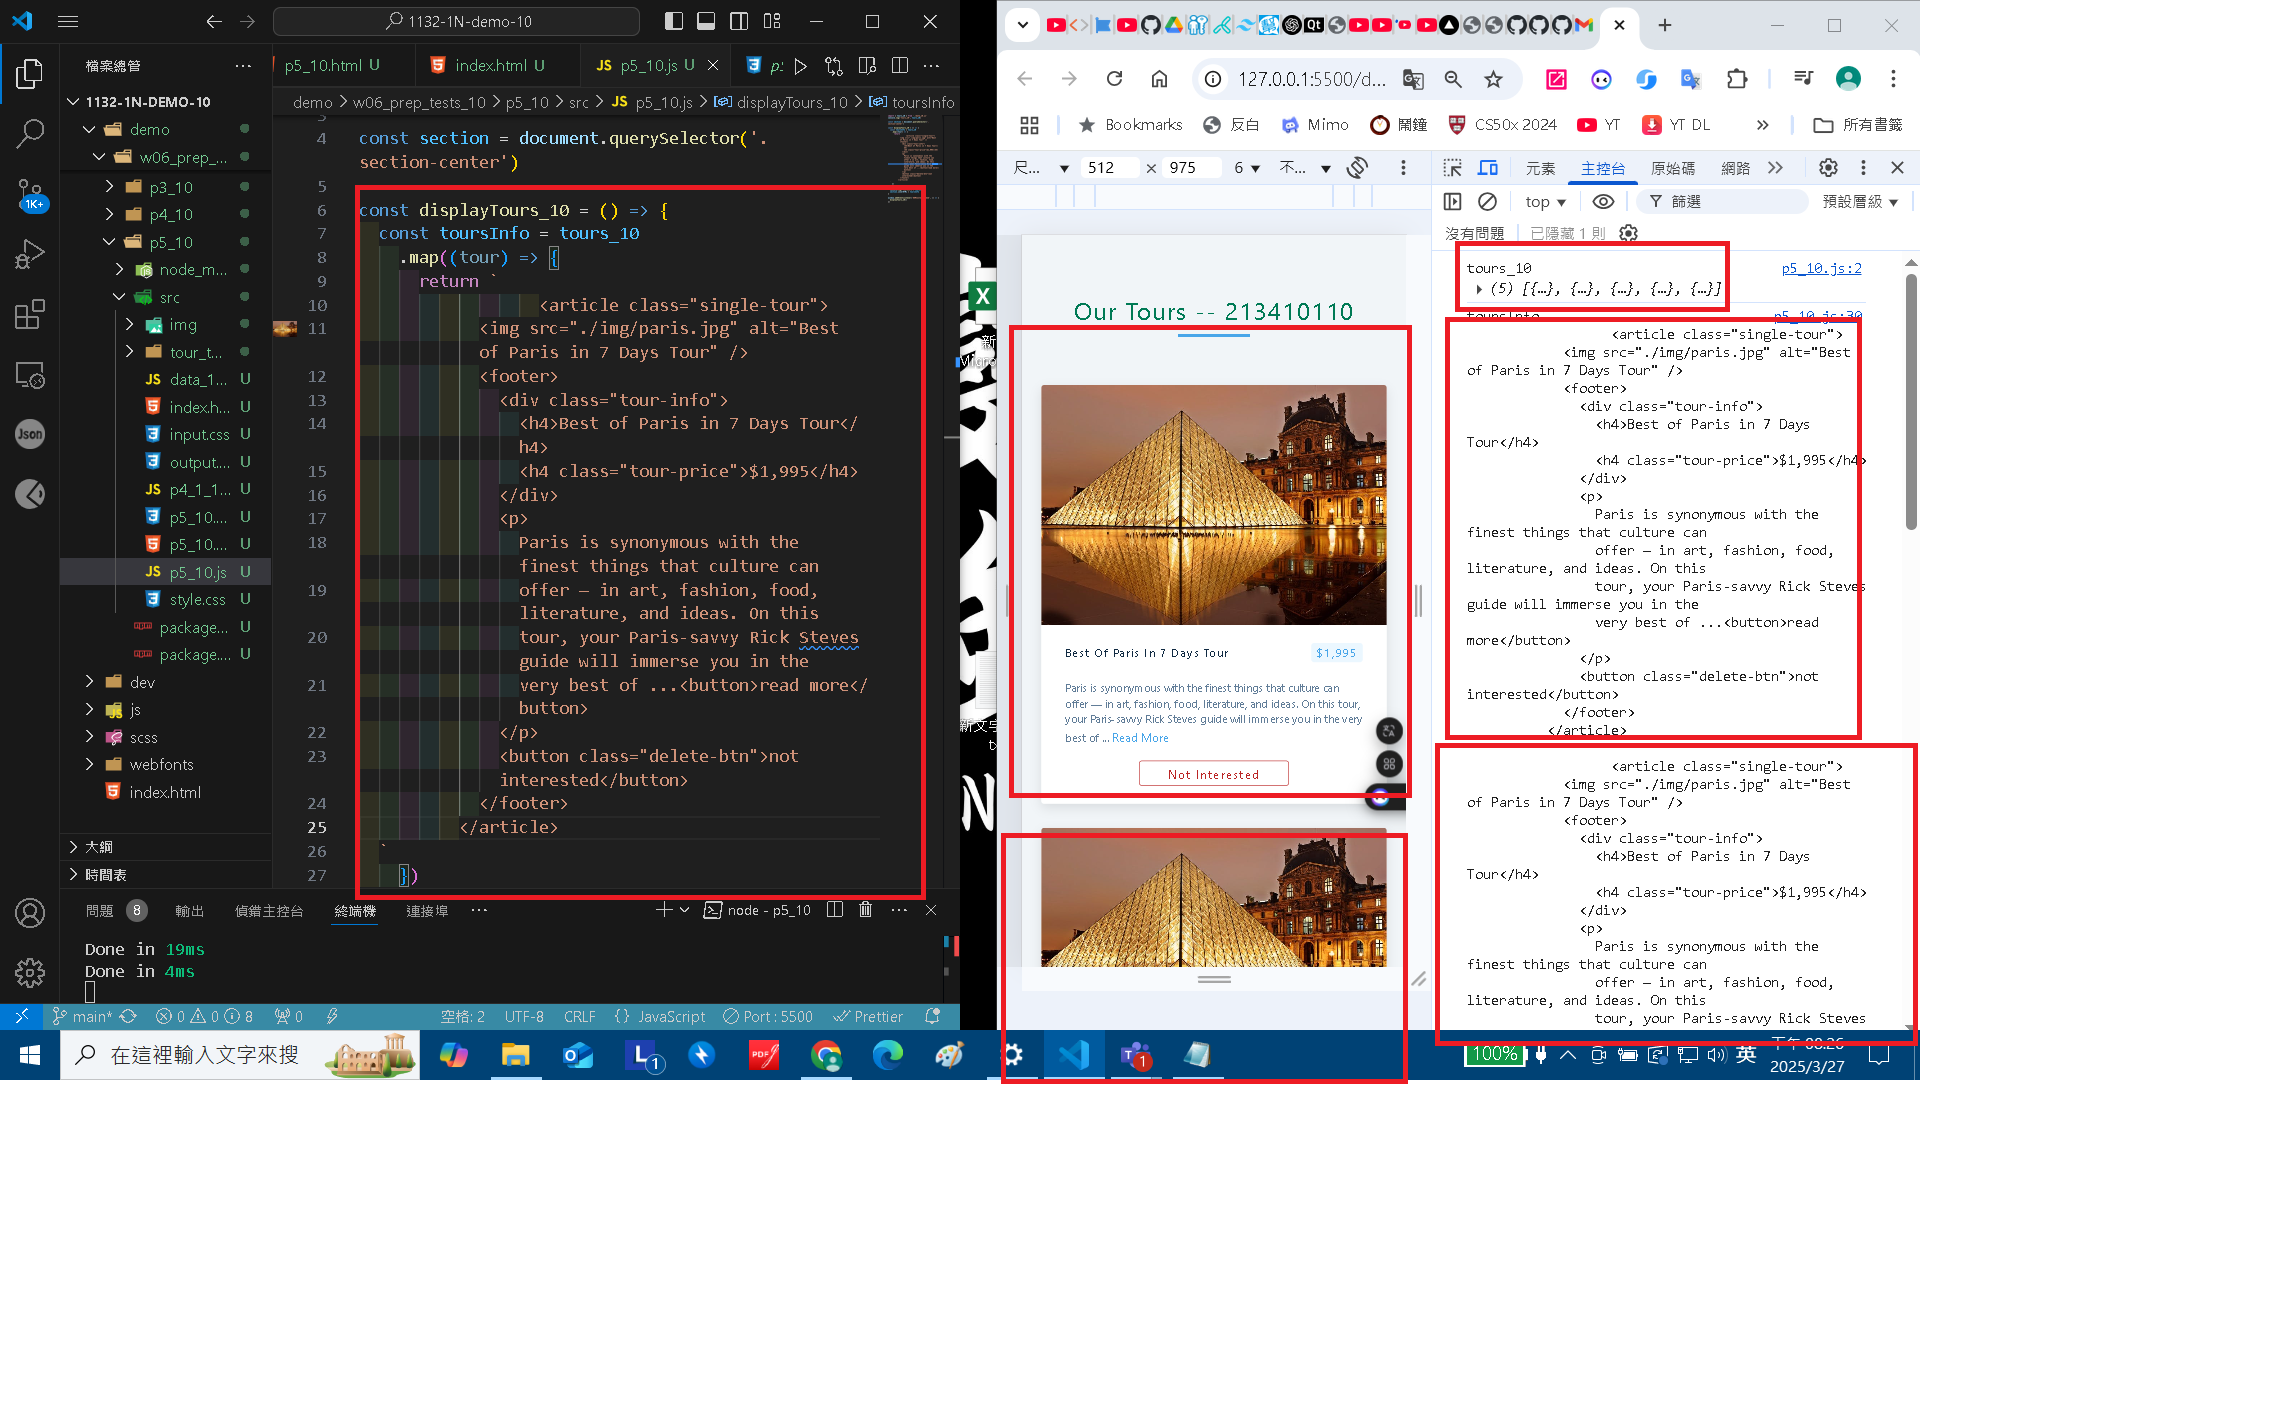 1132-1N-demo-10
檔案總管
p5_10.html U
index.html U
JS p5_10.js U
demo > w06_prep_tests_10 > p5_10 > src > JS p5_10.js > displayTours_10 > toursInfo
1132-1N-DEMO-10
demo
w06_prep_...
p3_10
p4_10
p5_10
node_m...
src
img
tour_t...
JS data_1... U
index.h... U
input.css U
output.... U
JS p4_1_1... U
p5_10.... U
p5_10.... U
JS p5_10.js U
style.css U
package... U
package.... U
dev
js
scss
webfonts
index.html
大綱
時間表
1K+
Json
3
4 const section = document.querySelector('.
section-center')
5
6 const displayTours_10 = () => {
7 const toursInfo = tours_10
8 .map((tour) => {
9 return `
10 <article class="single-tour">
11 <img src="./img/paris.jpg" alt="Best
of Paris in 7 Days Tour" />
12 <footer>
13 <div class="tour-info">
14 <h4>Best of Paris in 7 Days Tour</
h4>
15 <h4 class="tour-price">$1,995</h4>
16 </div>
17 <p>
18 Paris is synonymous with the
finest things that culture can
19 offer — in art, fashion, food,
literature, and ideas. On this
20 tour, your Paris-savvy Rick Steves
guide will immerse you in the
21 very best of ...<button>read more</
button>
22 </p>
23 <button class="delete-btn">not
interested</button>
24 </footer>
25 </article>
26 `
27 })
問題 8 輸出 偵錯主控台 終端機 連接埠 ...
node - p5_10
Done in 19ms
Done in 4ms
main* 0 0 8 0 空格: 2 UTF-8 CRLF {} JavaScript Port : 5500 Prettier
127.0.0.1:5500/d...
Bookmarks 反白 Mimo 鬧鐘 CS50x 2024 YT YT DL 所有書籤
尺... 512 × 975 6 不...
元素 主控台 原始碼 網路
top 篩選 預設層級
沒有問題 已隱藏 1 則
Our Tours -- 213410110
Best Of Paris In 7 Days Tour $1,995
Paris is synonymous with the finest things that culture can
offer — in art, fashion, food, literature, and ideas. On this tour,
your Paris-savvy Rick Steves guide will immerse you in the very
best of ... Read More
Not Interested
tours_10 p5_10.js:2
(5) [{…}, {…}, {…}, {…}, {…}]
toursInfo p5_10.js:30
<article class="single-tour">
<img src="./img/paris.jpg" alt="Best
of Paris in 7 Days Tour" />
<footer>
<div class="tour-info">
<h4>Best of Paris in 7 Days
Tour</h4>
<h4 class="tour-price">$1,995</h4>
</div>
<p>
Paris is synonymous with the
finest things that culture can
offer — in art, fashion, food,
literature, and ideas. On this
tour, your Paris-savvy Rick Steves
guide will immerse you in the
very best of ...<button>read
more</button>
</p>
<button class="delete-btn">not
interested</button>
</footer>
</article>
<article class="single-tour">
<img src="./img/paris.jpg" alt="Best
of Paris in 7 Days Tour" />
<footer>
<div class="tour-info">
<h4>Best of Paris in 7 Days
Tour</h4>
<h4 class="tour-price">$1,995</h4>
</div>
<p>
Paris is synonymous with the
finest things that culture can
offer — in art, fashion, food,
literature, and ideas. On this
tour, your Paris-savvy Rick Steves
在這裡輸入文字來搜
100% 英
下午 08:26
2025/3/27